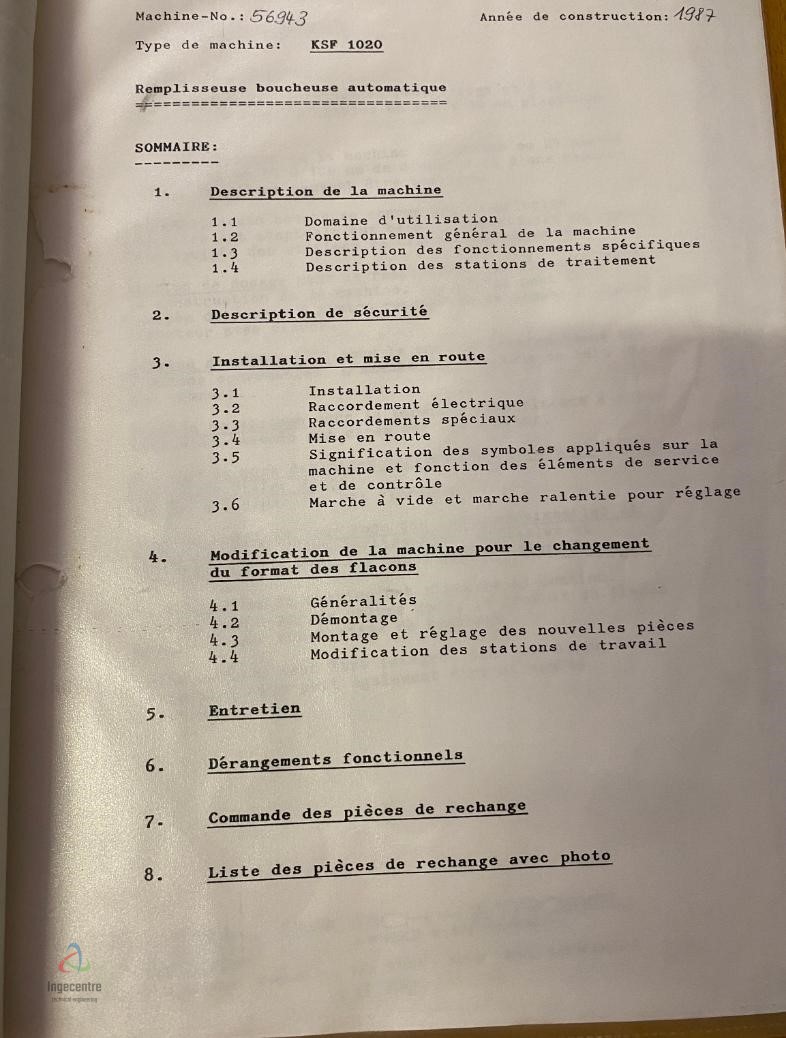 Machine-No.: 56943 Année de construction: 1987
Type de machine: KSF 1020
Remplisseuse boucheuse automatique
==================================
SOMMAIRE:
---------
1. Description de la machine
1.1 Domaine d'utilisation
1.2 Fonctionnement général de la machine
1.3 Description des fonctionnements spécifiques
1.4 Description des stations de traitement
2. Description de sécurité
3. Installation et mise en route
3.1 Installation
3.2 Raccordement électrique
3.3 Raccordements spéciaux
3.4 Mise en route
3.5 Signification des symboles appliqués sur la
machine et fonction des éléments de service
et de contrôle
3.6 Marche à vide et marche ralentie pour réglage
4. Modification de la machine pour le changement
du format des flacons
4.1 Généralités
4.2 Démontage
4.3 Montage et réglage des nouvelles pièces
4.4 Modification des stations de travail
5. Entretien
6. Dérangements fonctionnels
7. Commande des pièces de rechange
8. Liste des pièces de rechange avec photo
Ingecentre